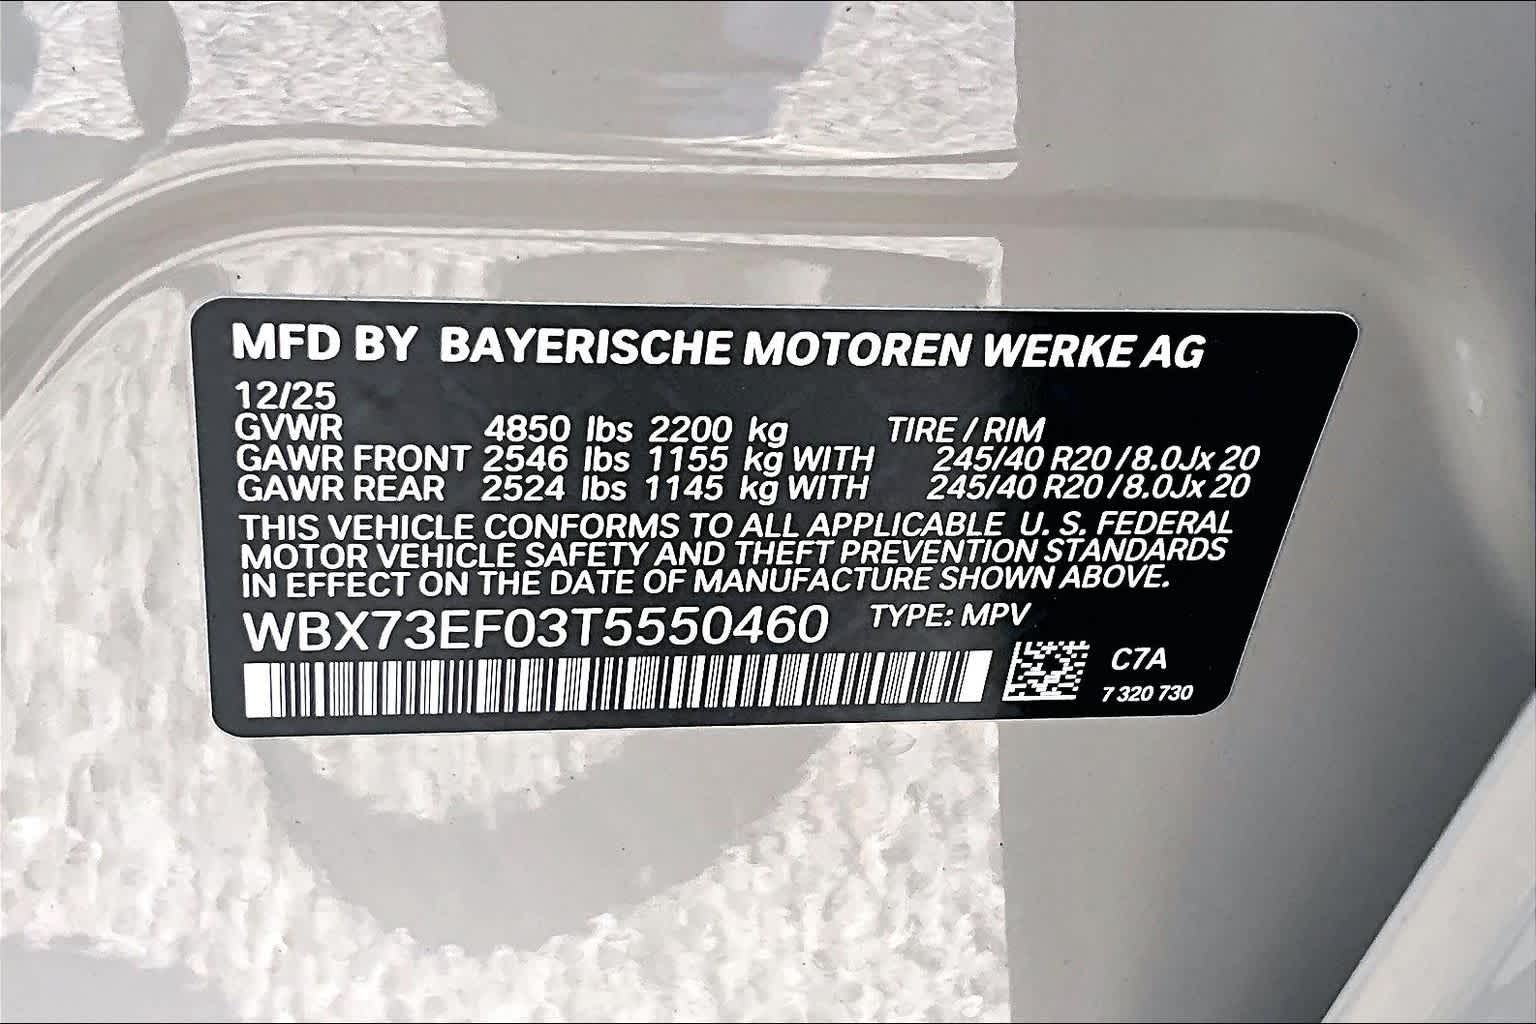 MFD BY BAYERISCHE MOTOREN WERKE AG
12/25
GVWR 4850 lbs 2200 kg TIRE / RIM
GAWR FRONT 2546 lbs 1155 kg WITH 245/40 R20 / 8.0Jx 20
GAWR REAR 2524 lbs 1145 kg WITH 245/40 R20 / 8.0Jx 20
THIS VEHICLE CONFORMS TO ALL APPLICABLE U. S. FEDERAL
MOTOR VEHICLE SAFETY AND THEFT PREVENTION STANDARDS
IN EFFECT ON THE DATE OF MANUFACTURE SHOWN ABOVE.
WBX73EF03T5550460 TYPE: MPV
C7A
7 320 730